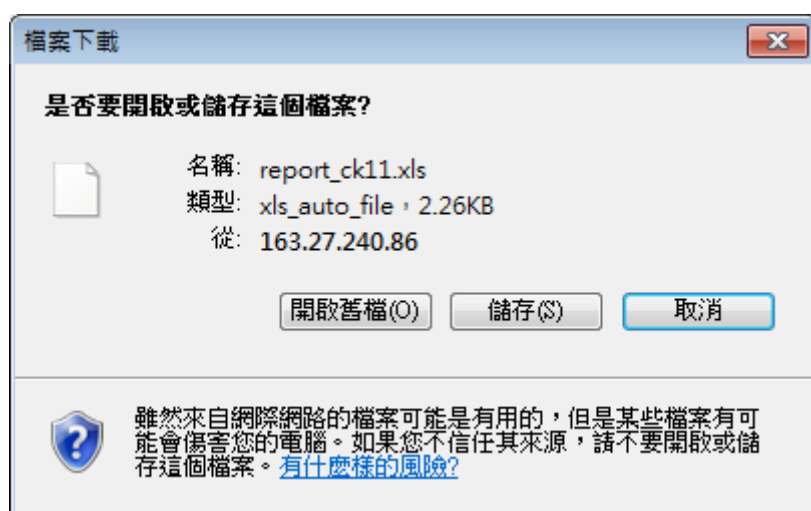 檔案下載
是否要開啟或儲存這個檔案?
名稱: report_ck11.xls
類型: xls_auto_file，2.26KB
從: 163.27.240.86
開啟舊檔(O) 儲存(S) 取消
雖然來自網際網路的檔案可能是有用的，但是某些檔案有可
能會傷害您的電腦。如果您不信任其來源，請不要開啟或儲
存這個檔案。有什麼樣的風險?